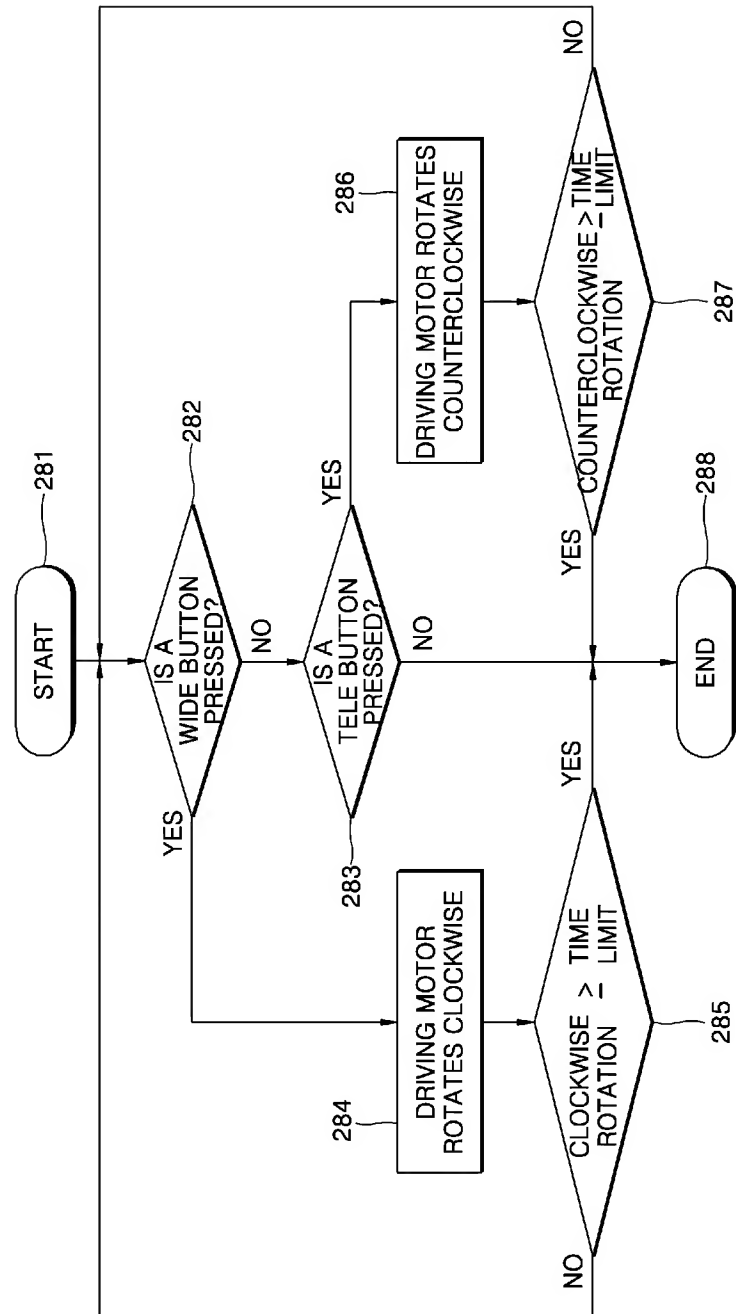 START
281
IS A
WIDE BUTTON
PRESSED?
282
YES
NO
IS A
TELE BUTTON
PRESSED?
283
YES
NO
284
DRIVING MOTOR
ROTATES CLOCKWISE
286
DRIVING MOTOR ROTATES
COUNTERCLOCKWISE
CLOCKWISE ≥ TIME
ROTATION LIMIT
285
NO
YES
COUNTERCLOCKWISE ≥ TIME
ROTATION LIMIT
287
YES
NO
END
288